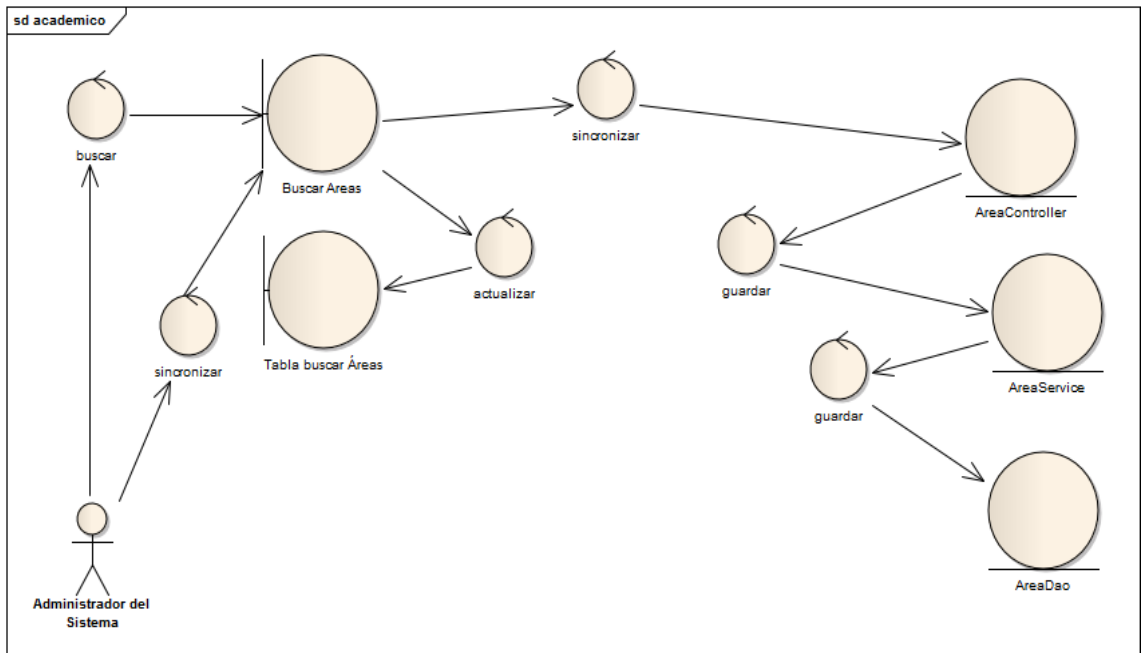 sd academico
buscar
Buscar Areas
sincronizar
AreaController
guardar
actualizar
sincronizar
Tabla buscar Áreas
AreaService
guardar
AreaDao
Administrador del
Sistema